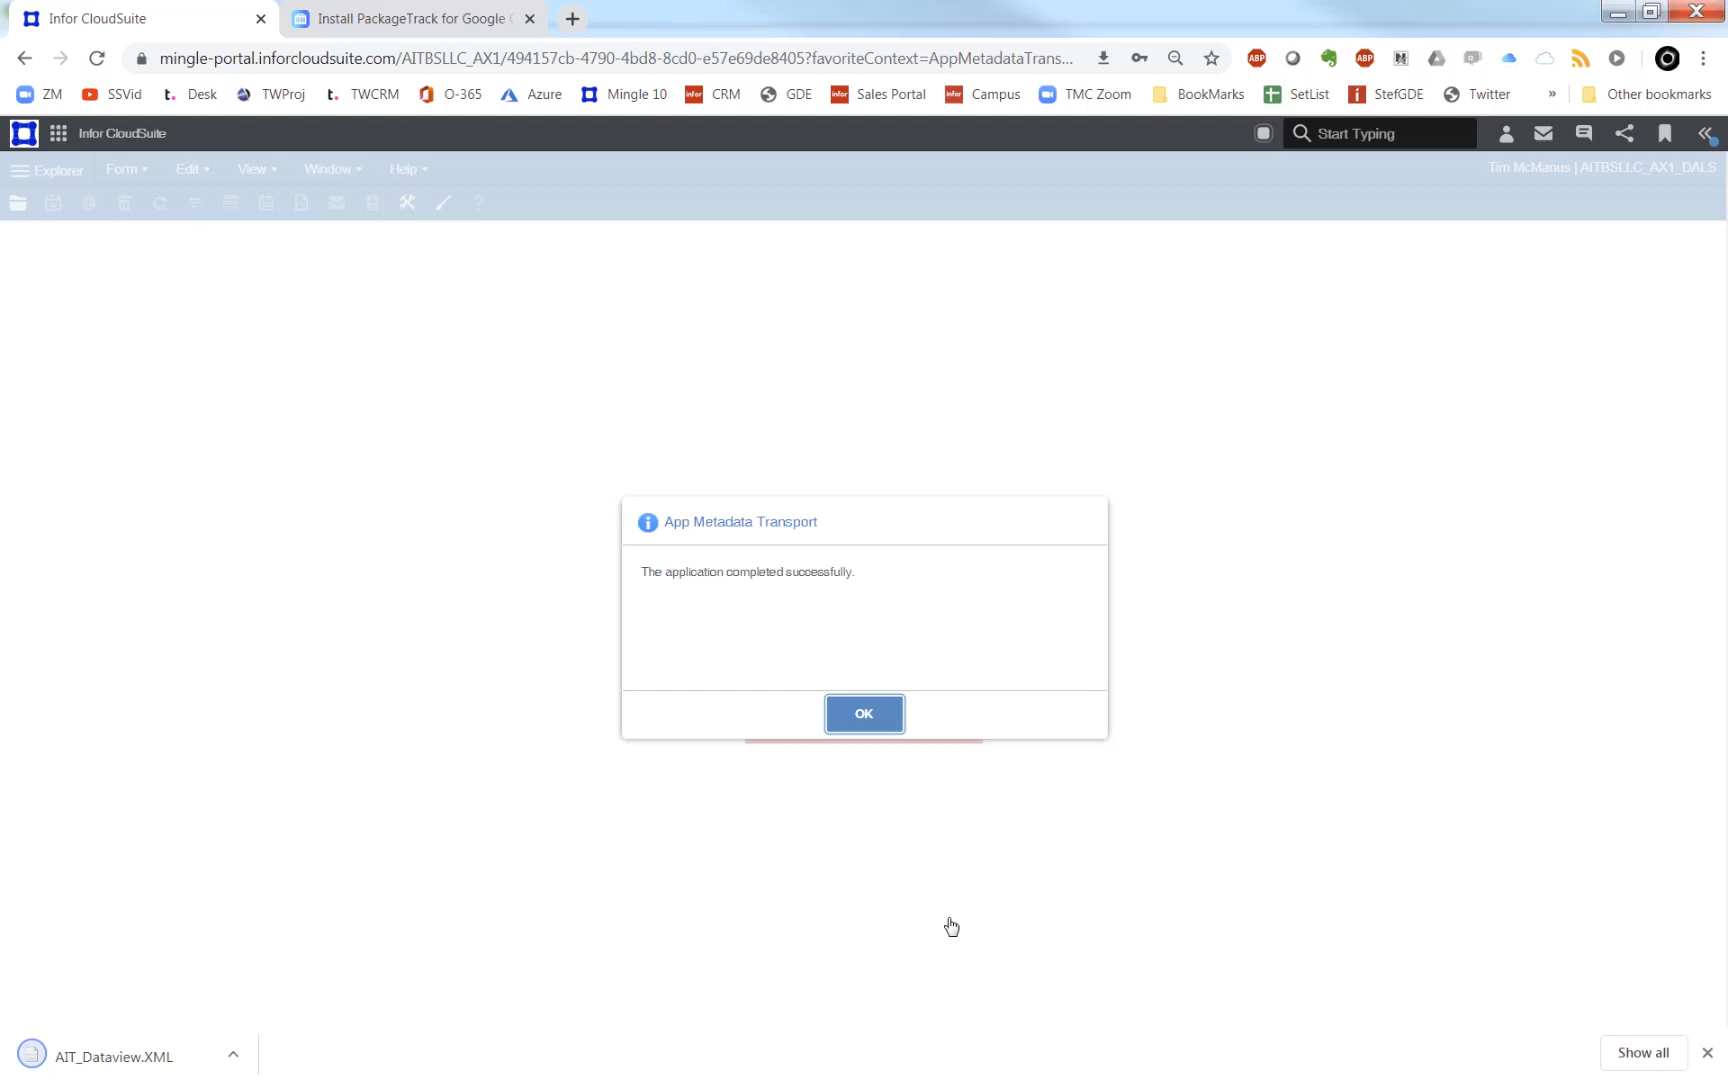 Infor CloudSuite
Install PackageTrack for Google
mingle-portal.inforcloudsuite.com/AITBSLLC_AX1/494157cb-4790-4bd8-8cd0-e57e69de8405?favoriteContext=AppMetadataTrans...
ZM SSVid Desk TWProj TWCRM O-365 Azure Mingle 10 CRM GDE Sales Portal Campus TMC Zoom BookMarks SetList StefGDE Twitter » Other bookmarks
Infor CloudSuite Start Typing
Explorer Form Edit View Window Help Tim McManus | AITBSLLC_AX1_DALS
App Metadata Transport
The application completed successfully.
OK
AIT_Dataview.XML Show all